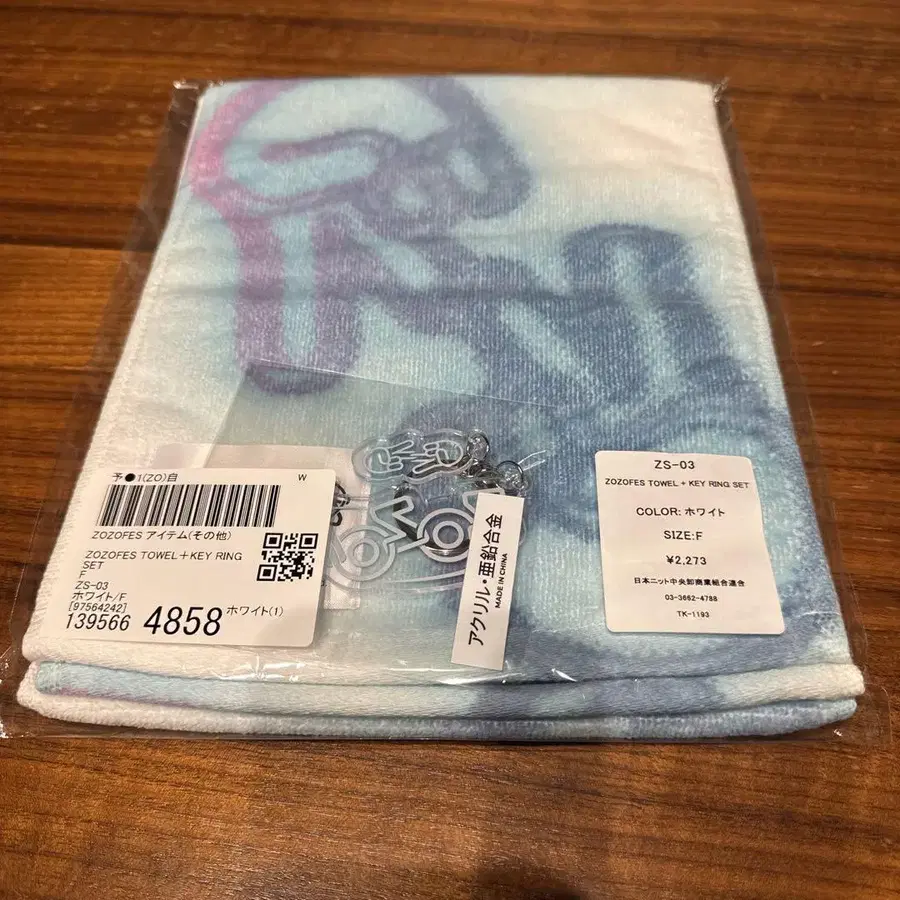 予●1(ZO)自 W
ZOZOFES アイテム(その他)
ZOZOFES TOWEL＋KEY RING
SET
F
ZS-03
ホワイト/F
[97564242]
139566 4858 ホワイト(1)
アクリル・亜鉛合金
MADE IN CHINA
ZS-03
ZOZOFES TOWEL + KEY RING SET
COLOR: ホワイト
SIZE:F
¥2,273
日本ニット中央卸商業組合連合
03-3662-4788
TK-1193